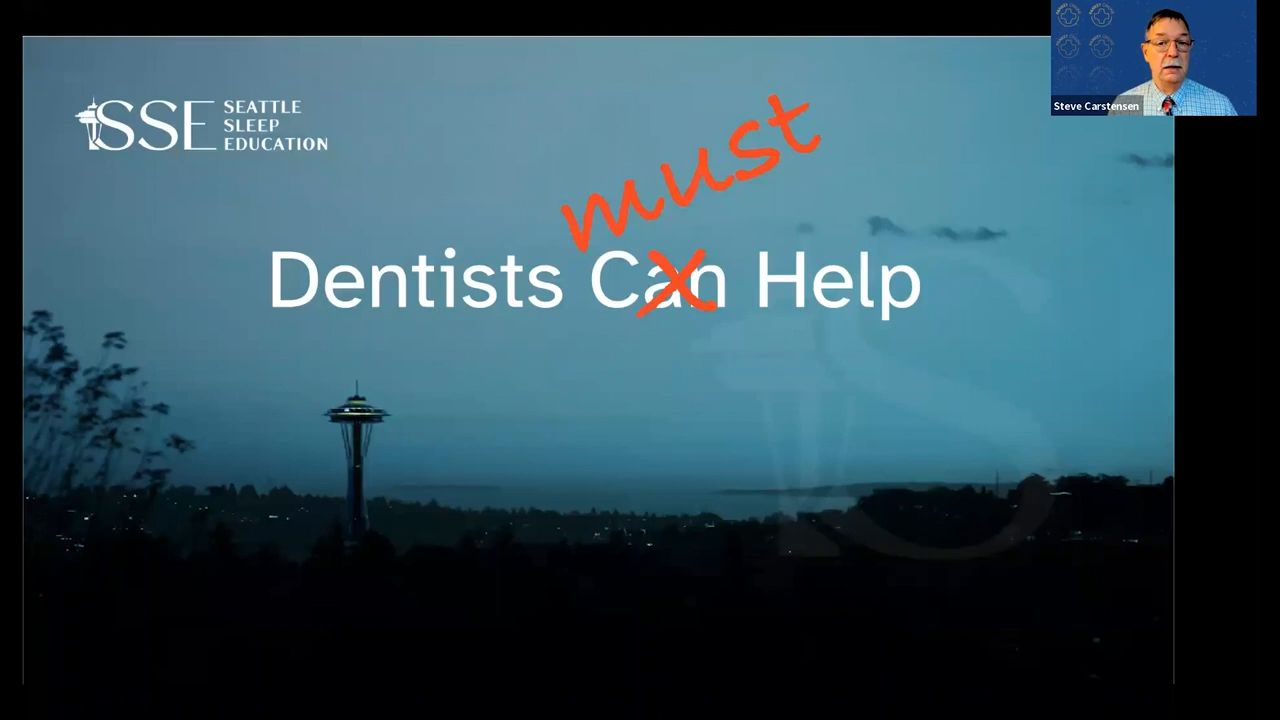 SSE
SEATTLE
SLEEP
EDUCATION
Steve Carstensen
must
Dentists Can Help